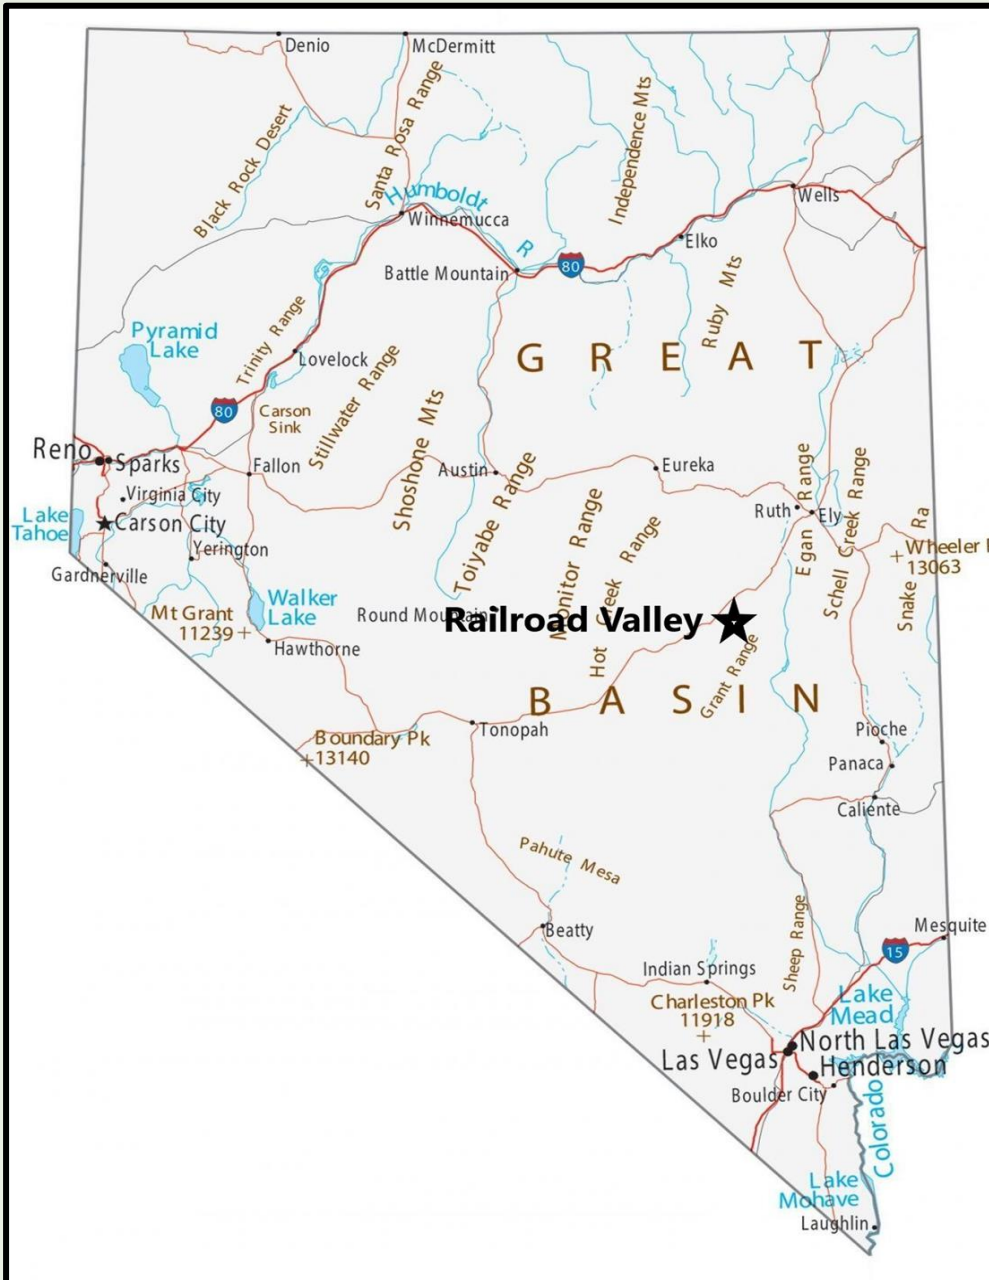 Denio
McDermitt
Black Rock Desert
Santa Rosa Range
Independence Mts
Humboldt
R
Winnemucca
Wells
Elko
Battle Mountain
80
Ruby Mts
Pyramid
Lake
Trinity Range
Lovelock
GREAT
80
Carson
Sink
Stillwater Range
Shoshone Mts
Reno
Sparks
Fallon
Austin
Eureka
Toiyabe Range
Monitor Range
Hot Creek Range
Egan Range
Schell Creek Range
Virginia City
Lake
Tahoe
Carson City
Ruth
Ely
Snake Ra
Yerington
Wheeler
13063
Gardnerville
Mt Grant
11239
Walker
Lake
Round Mountain
Railroad Valley
Hawthorne
Grant Range
BASIN
Tonopah
Boundary Pk
13140
Pioche
Panaca
Caliente
Pahute Mesa
Beatty
Sheep Range
Mesquite
15
Indian Springs
Charleston Pk
11918
Lake
Mead
North Las Vegas
Las Vegas
Henderson
Boulder City
Colorado
Lake
Mohave
Laughlin